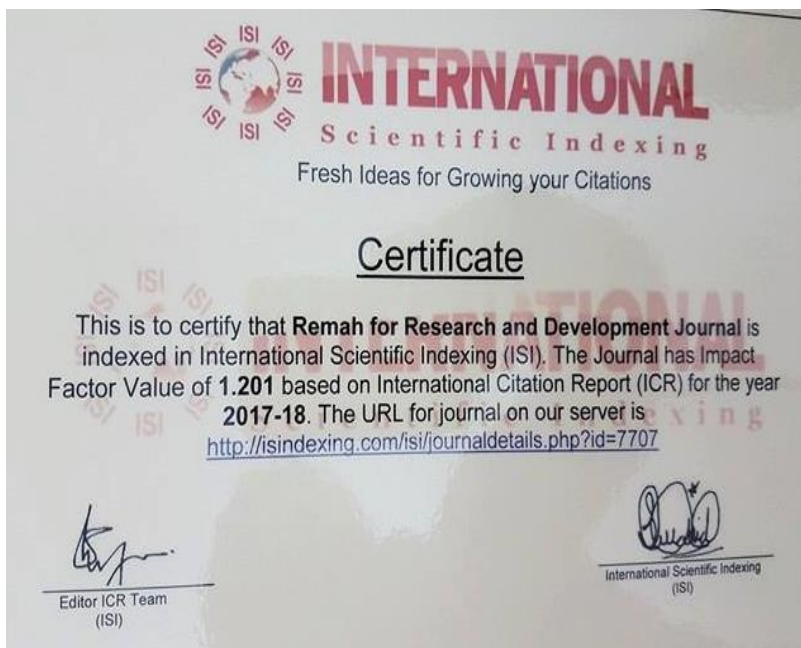 ISI ISI ISI ISI ISI ISI ISI ISI
INTERNATIONAL
Scientific Indexing
Fresh Ideas for Growing your Citations
Certificate
This is to certify that Remah for Research and Development Journal is
indexed in International Scientific Indexing (ISI). The Journal has Impact
Factor Value of 1.201 based on International Citation Report (ICR) for the year
2017-18. The URL for journal on our server is
http://isindexing.com/isi/journaldetails.php?id=7707
Editor ICR Team
(ISI)
International Scientific Indexing
(ISI)